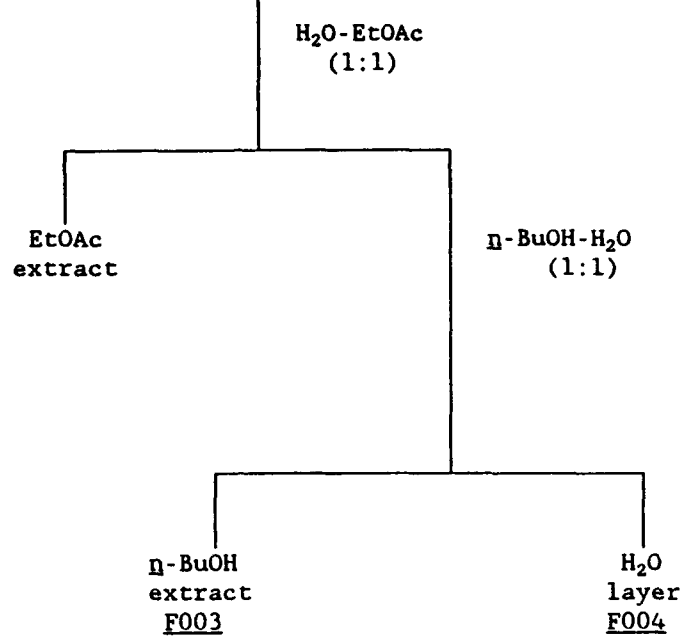 H₂O-EtOAc
(1:1)
EtOAc
extract
n-BuOH-H₂O
(1:1)
n-BuOH
extract
F003
H₂O
layer
F004